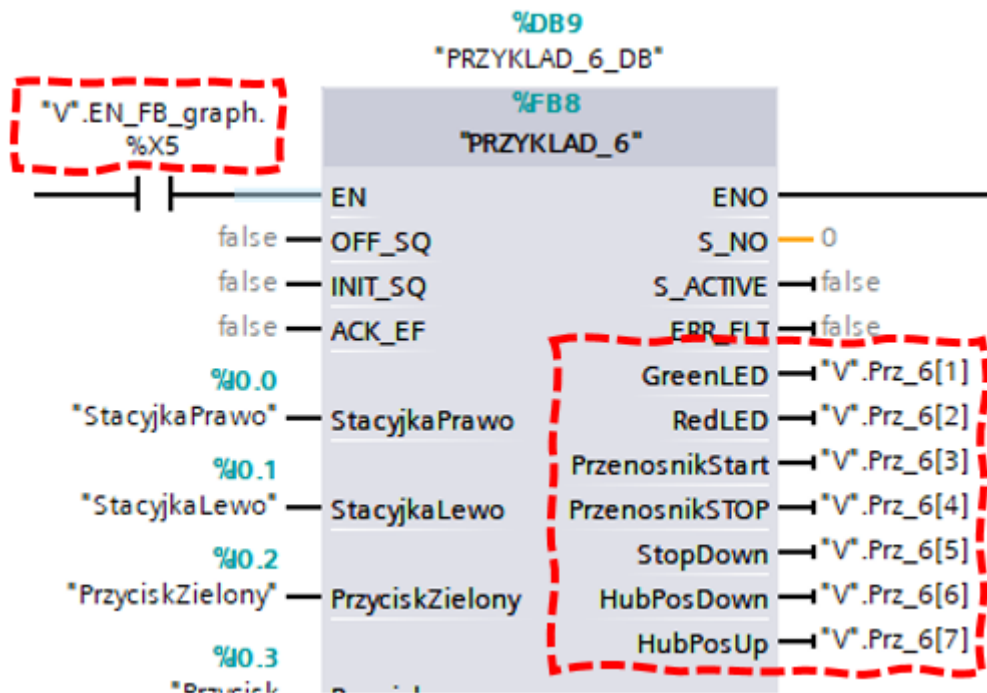 %DB9
"PRZYKLAD_6_DB"
"V".EN_FB_graph.
%X5
%FB8
"PRZYKLAD_6"
EN ENO
false OFF_SQ S_NO 0
false INIT_SQ S_ACTIVE false
false ACK_EF ERR_FLT false
%I0.0
"StacyjkaPrawo" StacyjkaPrawo
GreenLED "V".Prz_6[1]
RedLED "V".Prz_6[2]
%I0.1
"StacyjkaLewo" StacyjkaLewo
PrzenosnikStart "V".Prz_6[3]
PrzenosnikSTOP "V".Prz_6[4]
%I0.2
"PrzyciskZielony" PrzyciskZielony
StopDown "V".Prz_6[5]
HubPosDown "V".Prz_6[6]
HubPosUp "V".Prz_6[7]
%I0.3
"Przycisk